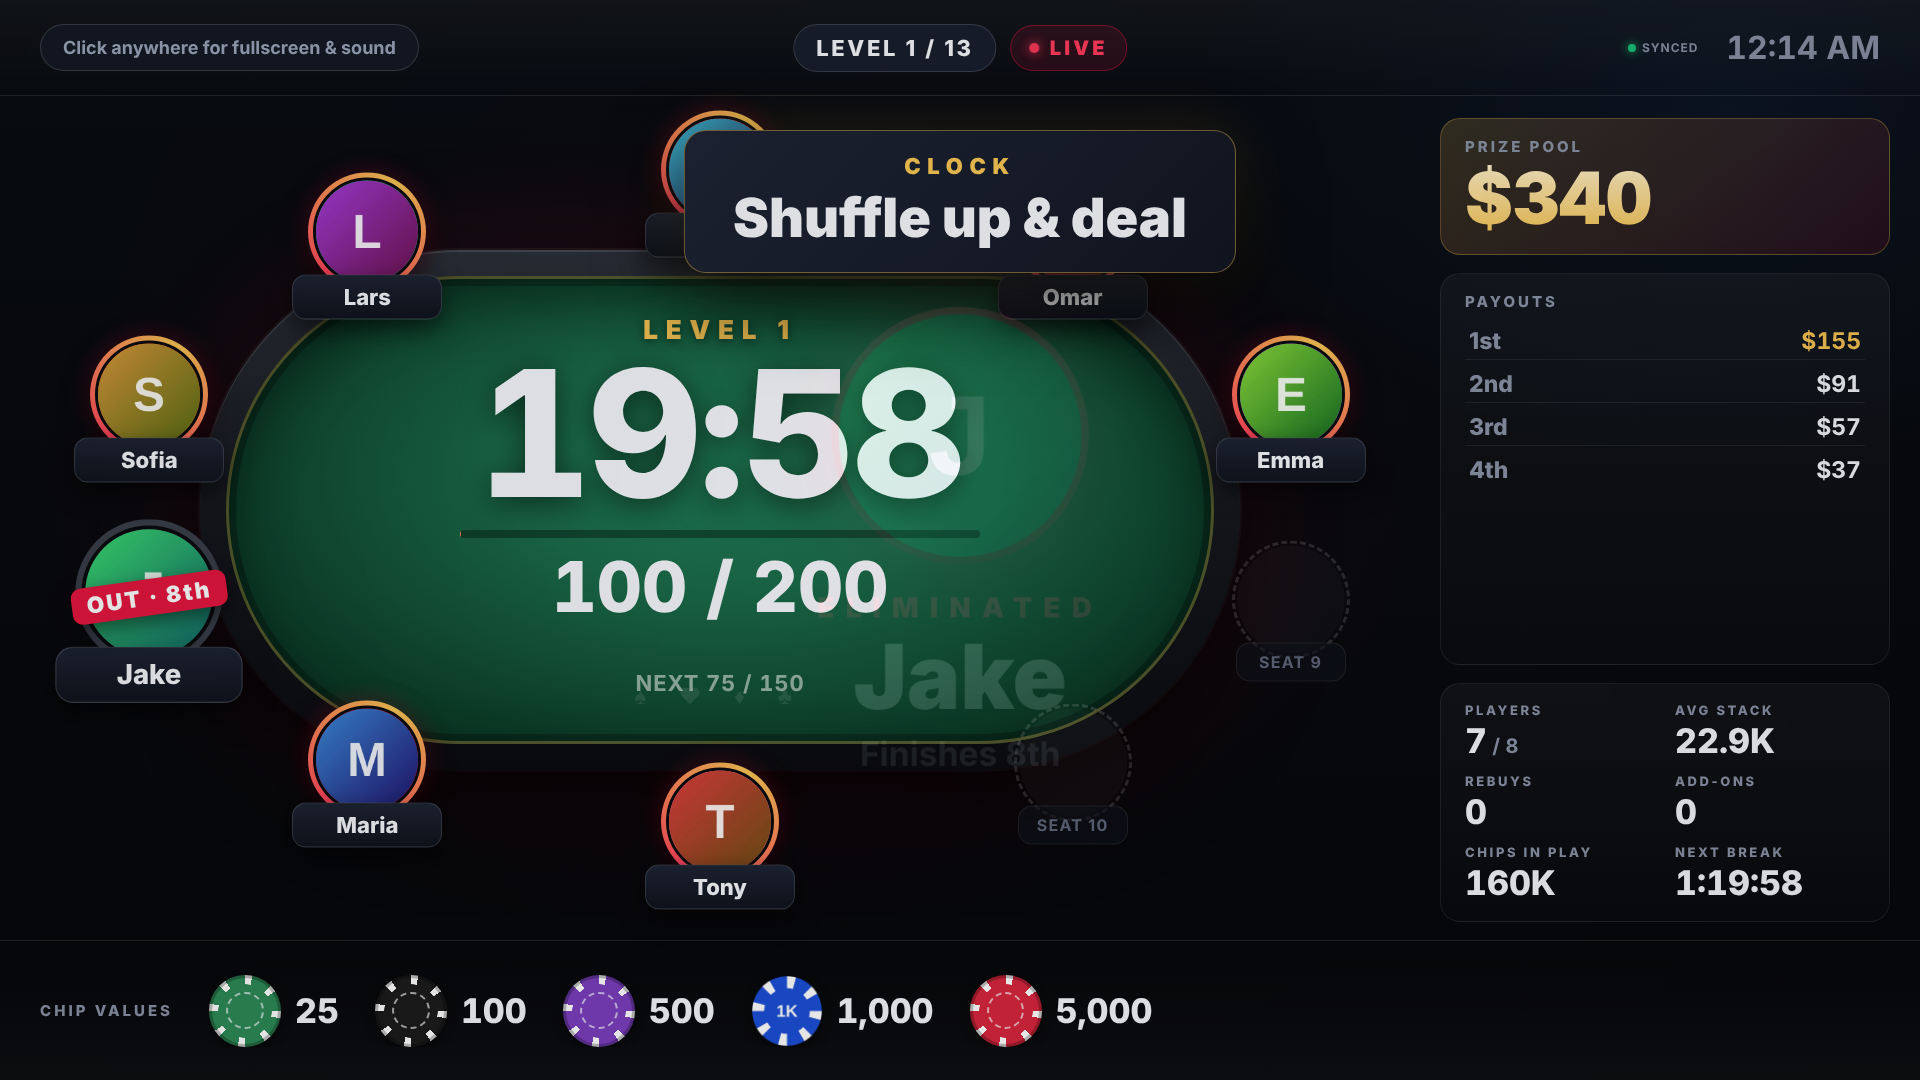 Click anywhere for fullscreen & sound
LEVEL 1 / 13
LIVE
SYNCED
12:14 AM
CLOCK
Shuffle up & deal
L
Lars
Omar
S
Sofia
E
Emma
OUT · 8th
Jake
M
Maria
T
Tony
SEAT 9
SEAT 10
LEVEL 1
19:58
100 / 200
NEXT 75 / 150
J
ELIMINATED
Jake
Finishes 8th
PRIZE POOL
$340
PAYOUTS
1st $155
2nd $91
3rd $57
4th $37
PLAYERS AVG STACK
7 / 8 22.9K
REBUYS ADD-ONS
0 0
CHIPS IN PLAY NEXT BREAK
160K 1:19:58
CHIP VALUES 25 100 500 1K 1,000 5,000